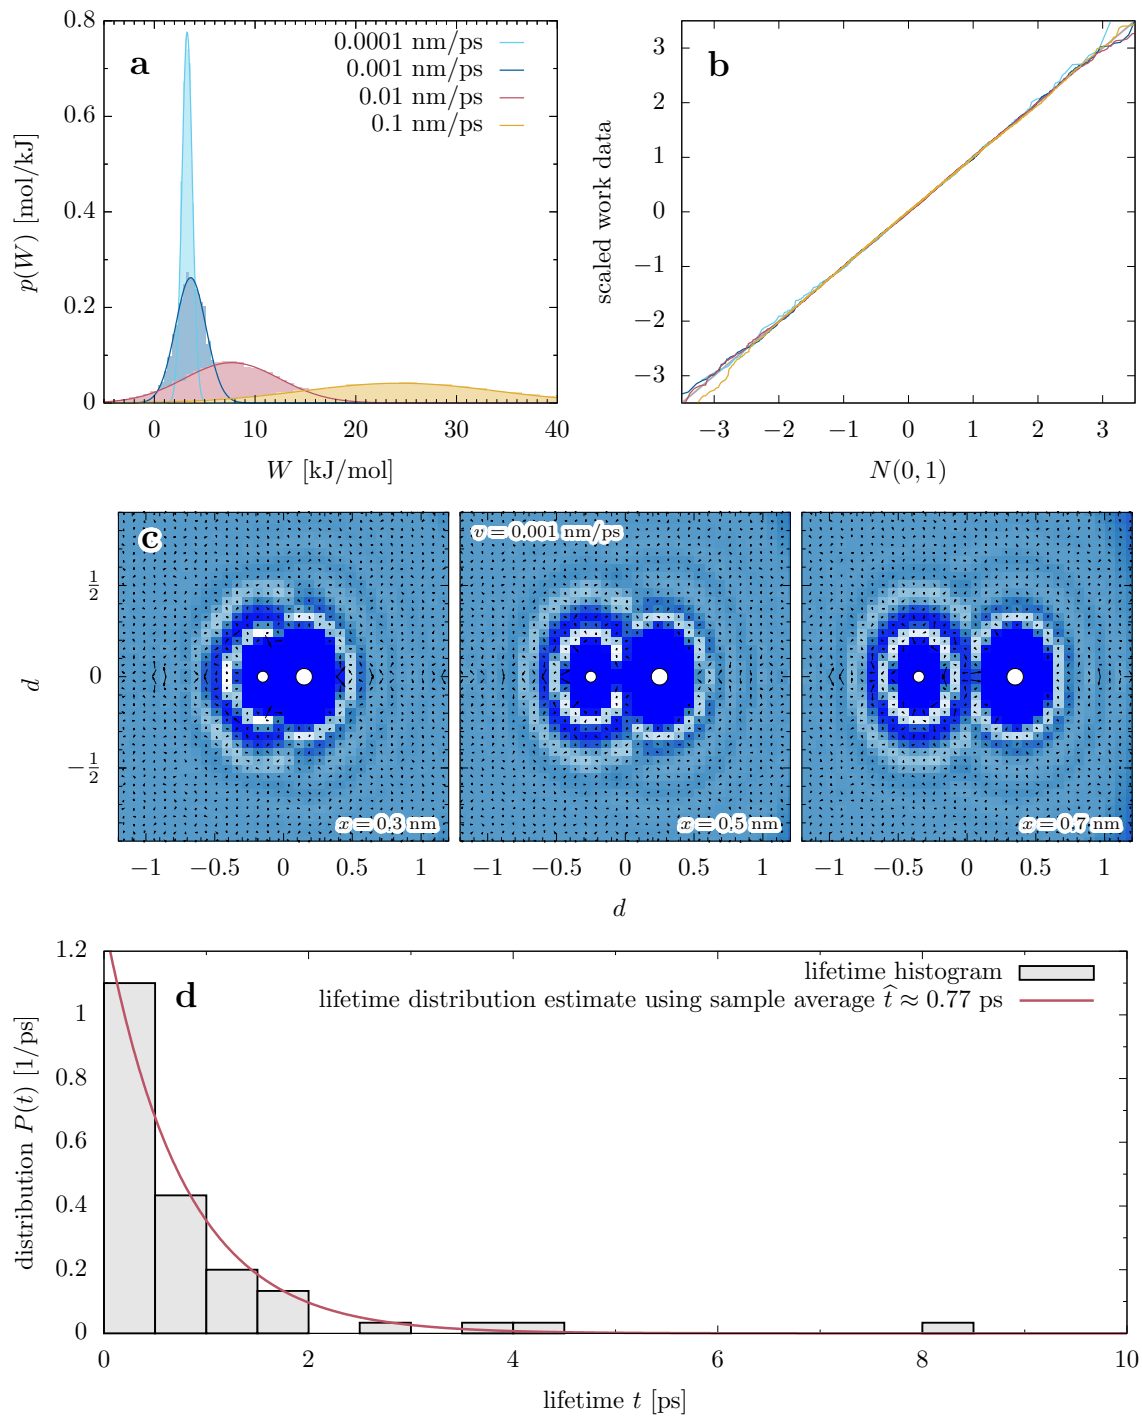 a
0.0001 nm/ps
0.001 nm/ps
0.01 nm/ps
0.1 nm/ps
0.8
0.6
0.4
0.2
0
p(W) [mol/kJ]
0 10 20 30 40
W [kJ/mol]
b
3
2
1
0
−1
−2
−3
scaled work data
−3 −2 −1 0 1 2 3
N(0, 1)
c
v = 0.001 nm/ps
1/2
0
−1/2
d
x = 0.3 nm
x = 0.5 nm
x = 0.7 nm
−1 −0.5 0 0.5 1
−1 −0.5 0 0.5 1
−1 −0.5 0 0.5 1
d
d
lifetime histogram
lifetime distribution estimate using sample average t̂ ≈ 0.77 ps
1.2
1
0.8
0.6
0.4
0.2
0
distribution P(t) [1/ps]
0 2 4 6 8 10
lifetime t [ps]